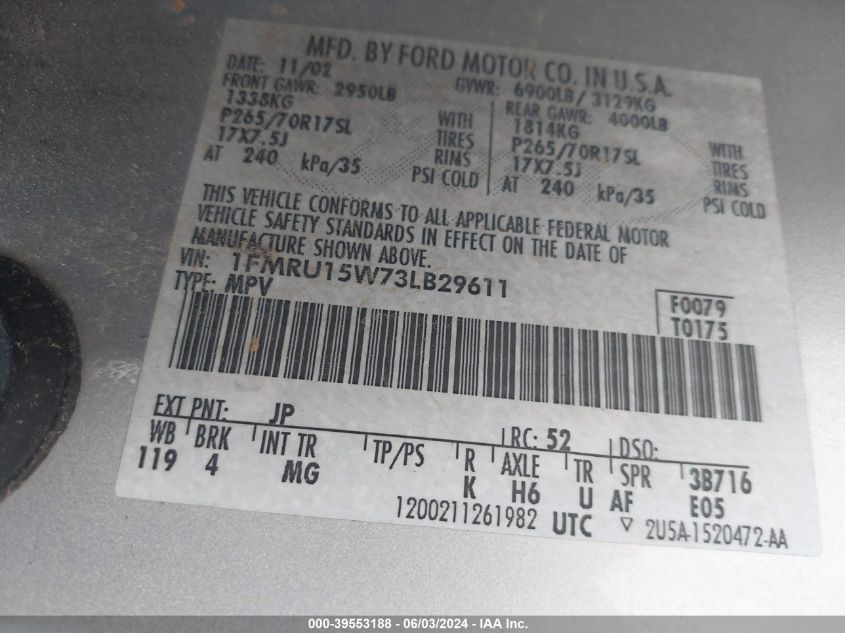 MFD. BY FORD MOTOR CO. IN U.S.A.
DATE: 11/02 GVWR: 6900LB/ 3129KG
FRONT GAWR: 2950LB REAR GAWR: 4000LB
1338KG WITH 1814KG WITH
P265/70R17SL TIRES P265/70R17SL TIRES
17X7.5J RIMS 17X7.5J RIMS
AT 240 kPa/35 PSI COLD AT 240 kPa/35 PSI COLD
THIS VEHICLE CONFORMS TO ALL APPLICABLE FEDERAL MOTOR
VEHICLE SAFETY STANDARDS IN EFFECT ON THE DATE OF
MANUFACTURE SHOWN ABOVE.
VIN: 1FMRU15W73LB29611
TYPE: MPV
F0079
T0175
EXT PNT: JP RC: 52 DSO:
WB BRK INT TR TP/PS R AXLE TR SPR 3B716
119 4 MG K H6 U AF E05
1200211261982 UTC ▽ 2U5A-1520472-AA
000-39553188 - 06/03/2024 - IAA Inc.